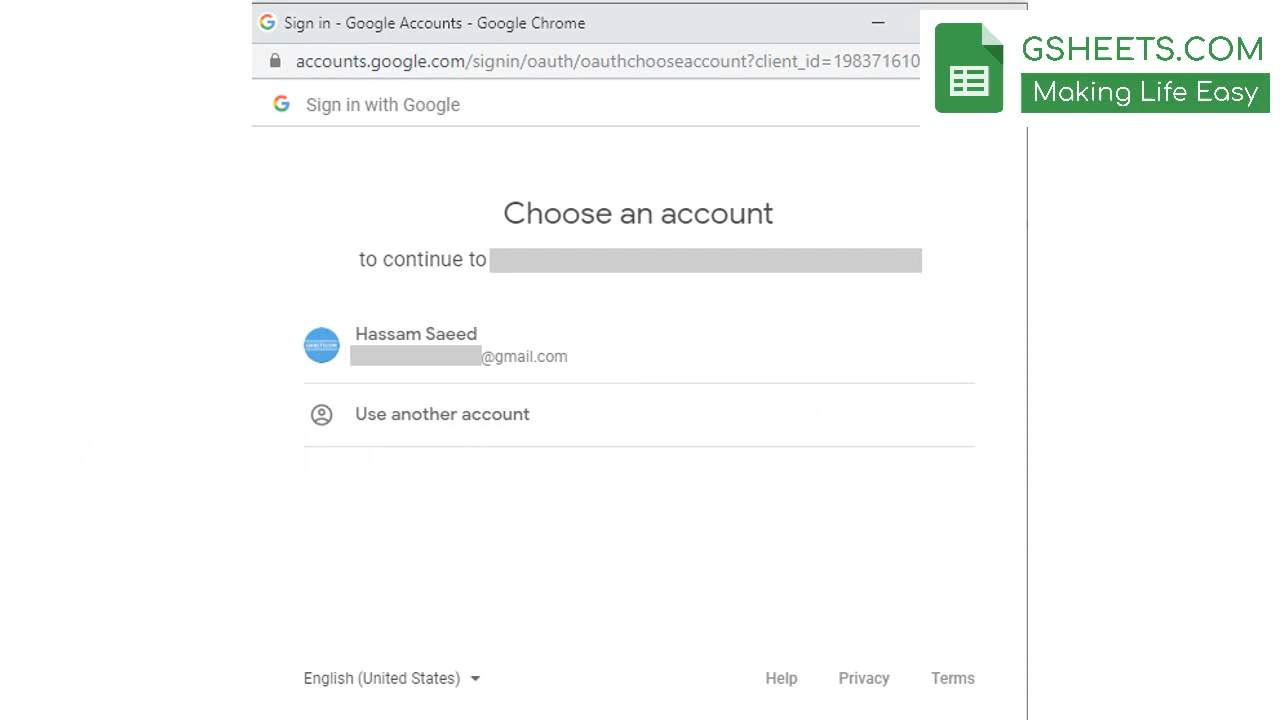 Sign in - Google Accounts - Google Chrome
accounts.google.com/signin/oauth/oauthchooseaccount?client_id=198371610
GSHEETS.COM
Making Life Easy
Sign in with Google
Choose an account
to continue to
Hassam Saeed
@gmail.com
Use another account
English (United States)
Help Privacy Terms